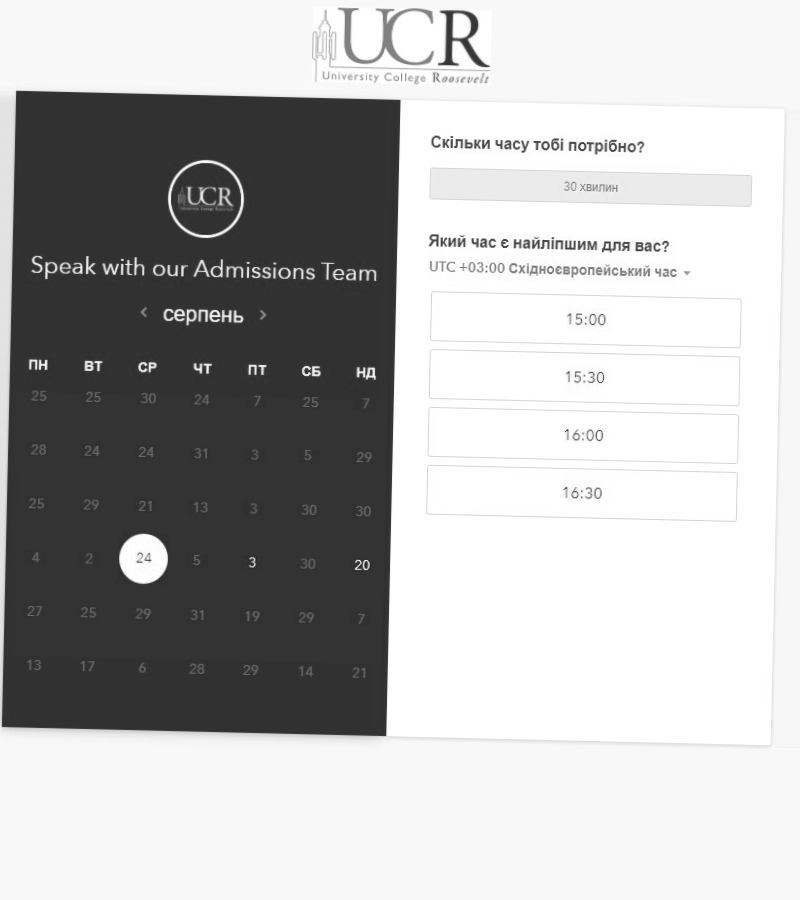 UCR
University College Roosevelt
UCR
Speak with our Admissions Team
серпень
ПН ВТ СР ЧТ ПТ СБ НД
25 25 30 24 7 25 7
28 24 24 31 3 5 29
25 29 21 13 3 30 30
4 2 24 5 3 30 20
27 25 29 31 19 29 7
13 17 6 28 29 14 21
Скільки часу тобі потрібно?
30 хвилин
Який час є найліпшим для вас?
UTC +03:00 Східноєвропейський час
15:00
15:30
16:00
16:30